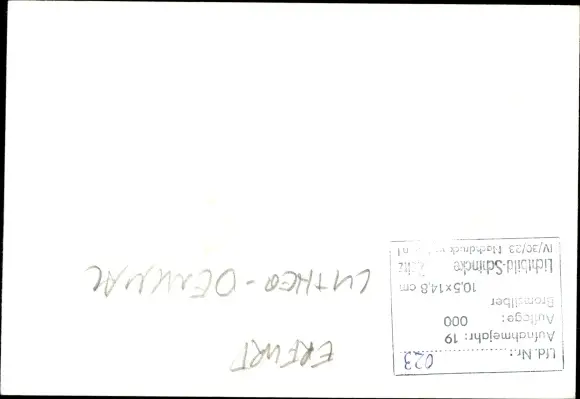 ERFURT
LUTHER-DENKMAL
Lfd. Nr.: 023
Aufnahmejahr: 19
Auflage: 000
Bromsilber
10,5x14,8 cm
Lichtbild-Schincke Zeitz
IV/26/23 Nachdruck